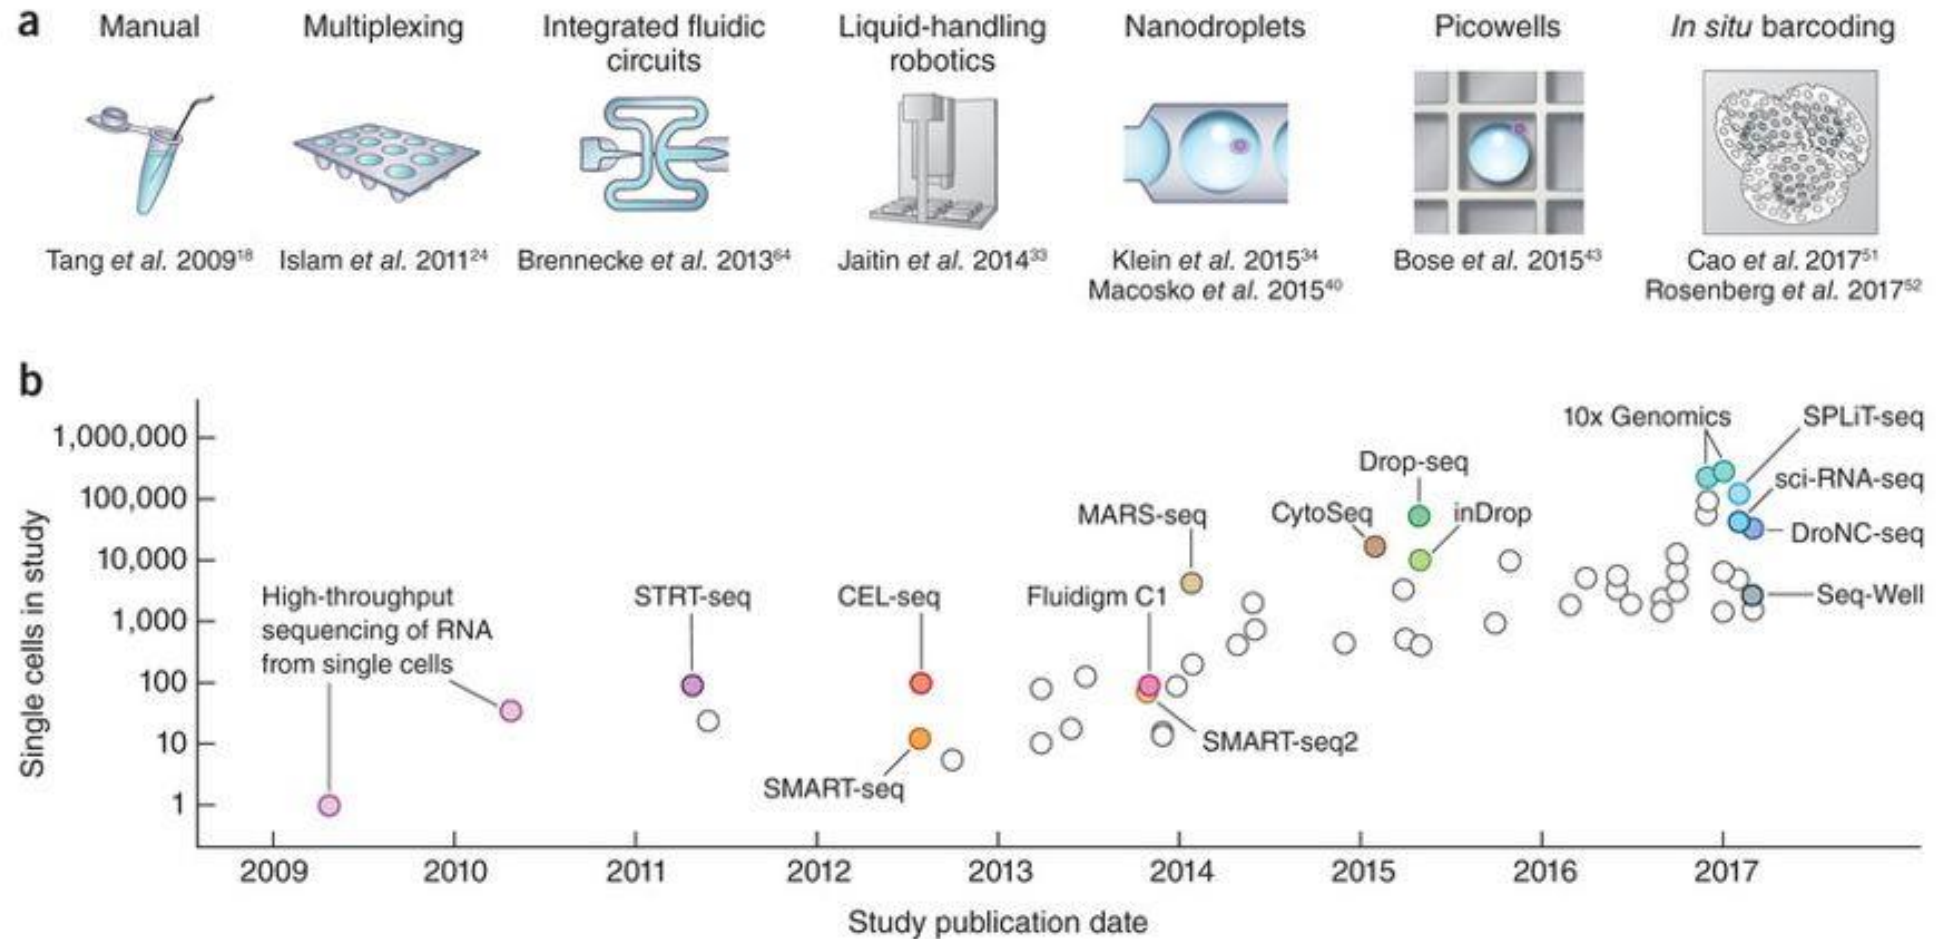 a
Manual
Multiplexing
Integrated fluidic
circuits
Liquid-handling
robotics
Nanodroplets
Picowells
In situ barcoding
Tang et al. 2009¹⁸
Islam et al. 2011²⁴
Brennecke et al. 2013⁶⁴
Jaitin et al. 2014³³
Klein et al. 2015³⁴
Macosko et al. 2015⁴⁰
Bose et al. 2015⁴³
Cao et al. 2017⁵¹
Rosenberg et al. 2017⁵²
b
Single cells in study
1,000,000
100,000
10,000
1,000
100
10
1
High-throughput
sequencing of RNA
from single cells
STRT-seq
CEL-seq
SMART-seq
Fluidigm C1
SMART-seq2
MARS-seq
CytoSeq
Drop-seq
inDrop
10x Genomics
SPLiT-seq
sci-RNA-seq
DroNC-seq
Seq-Well
2009
2010
2011
2012
2013
2014
2015
2016
2017
Study publication date